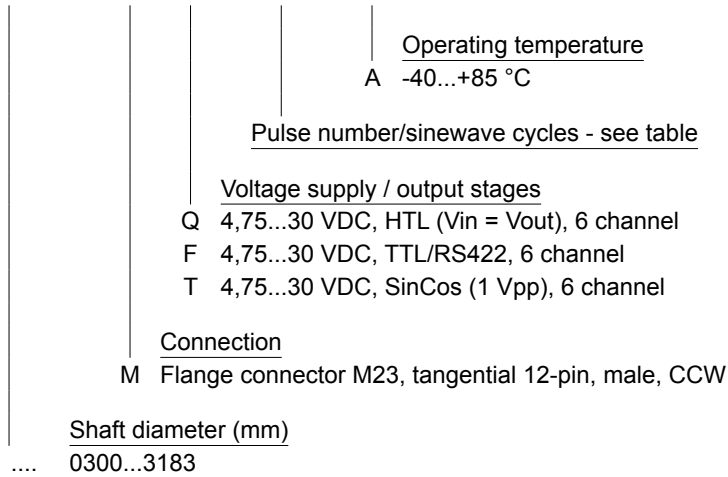 Operating temperature
A -40...+85 °C
Pulse number/sinewave cycles - see table
Voltage supply / output stages
Q 4,75...30 VDC, HTL (Vin = Vout), 6 channel
F 4,75...30 VDC, TTL/RS422, 6 channel
T 4,75...30 VDC, SinCos (1 Vpp), 6 channel
Connection
M Flange connector M23, tangential 12-pin, male, CCW
Shaft diameter (mm)
.... 0300...3183